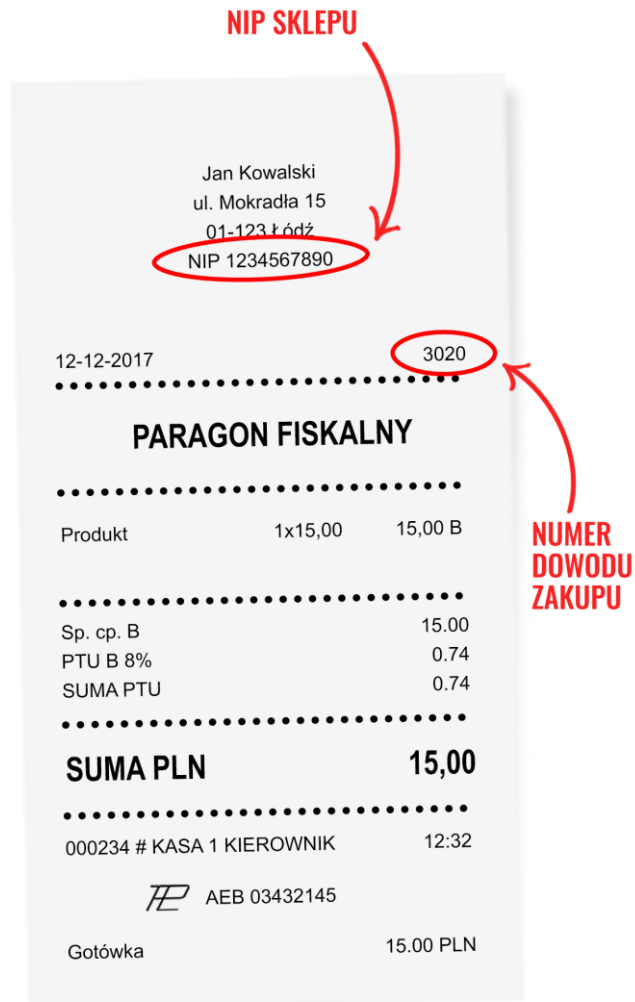 NIP SKLEPU
Jan Kowalski
ul. Mokradła 15
01-123 Łódź
NIP 1234567890
12-12-2017 3020
PARAGON FISKALNY
Produkt 1x15,00 15,00 B
NUMER
DOWODU
ZAKUPU
Sp. cp. B 15.00
PTU B 8% 0.74
SUMA PTU 0.74
SUMA PLN 15,00
000234 # KASA 1 KIEROWNIK 12:32
AEB 03432145
Gotówka 15.00 PLN